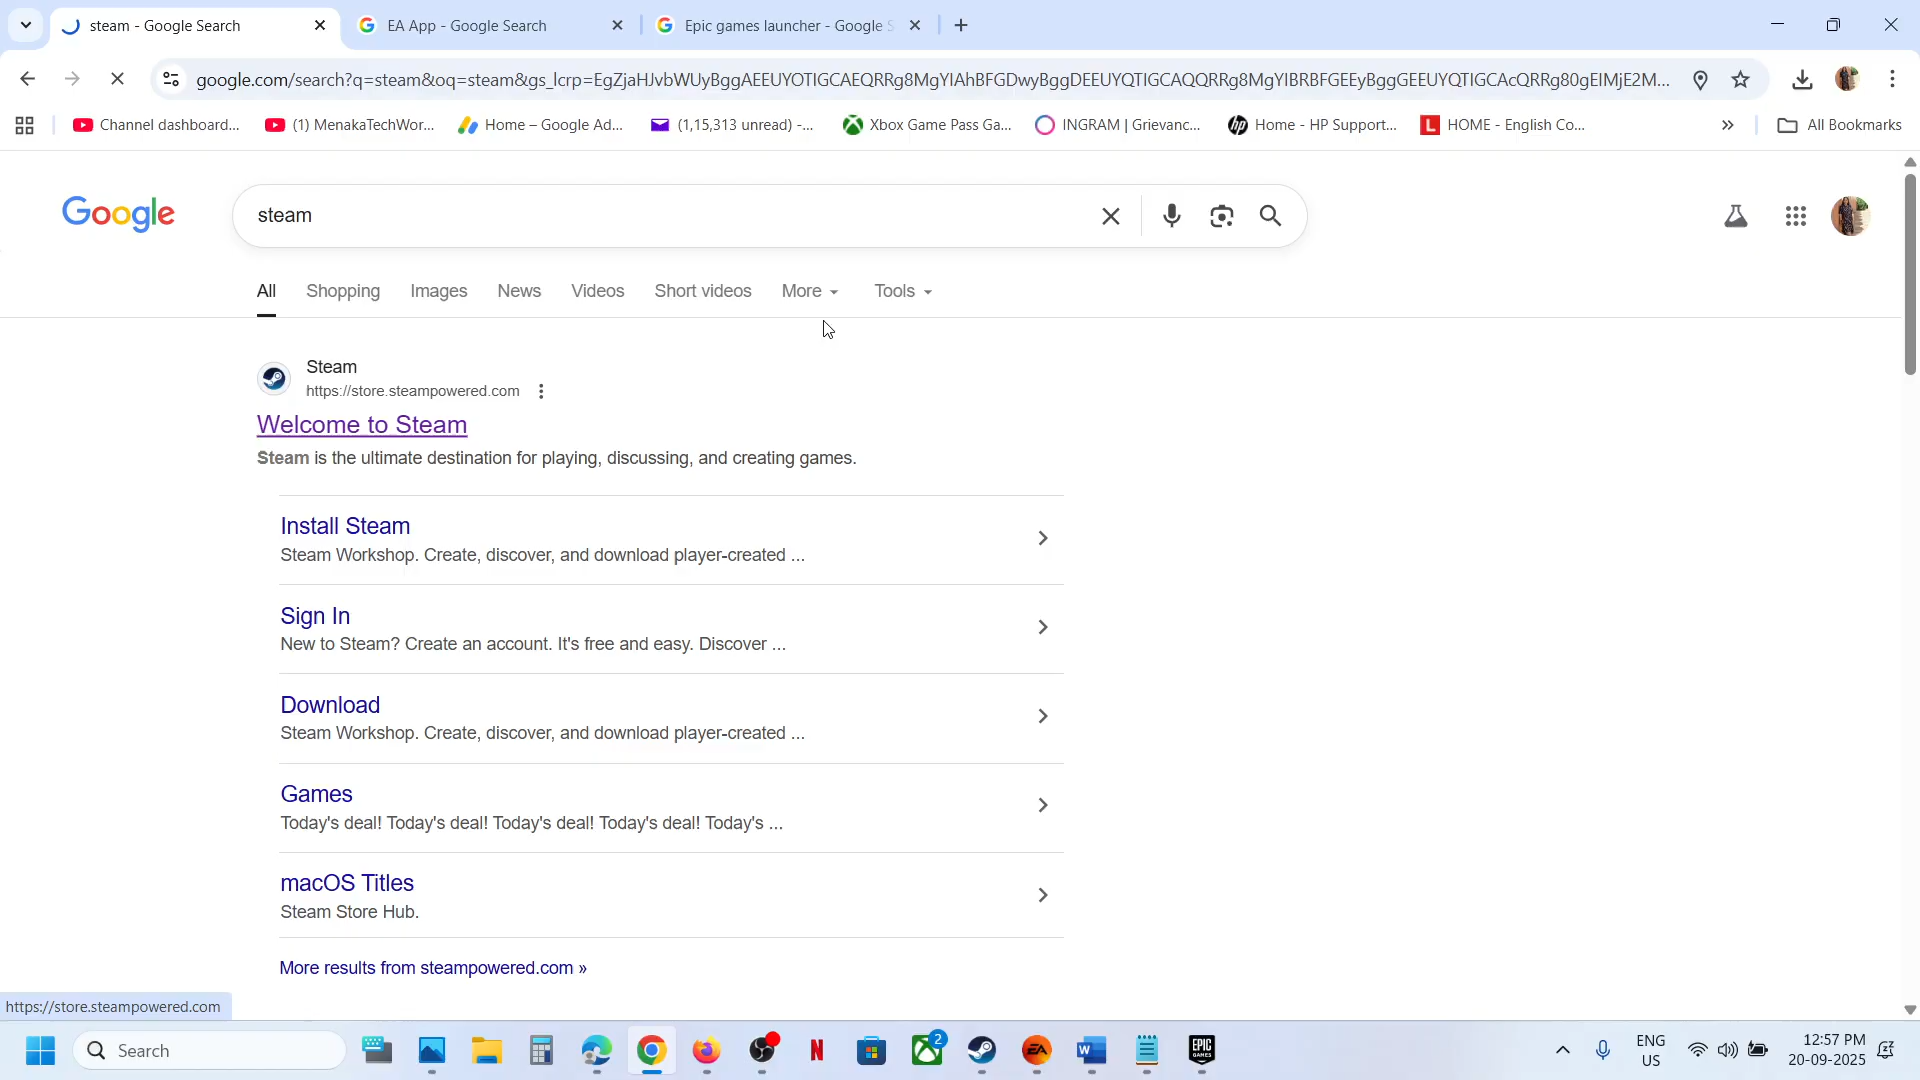 steam - Google Search
EA App - Google Search
Epic games launcher - Google S
google.com/search?q=steam&oq=steam&gs_lcrp=EgZjaHJvbWUyBggAEEUYOTIGCAEQRRg8MgYIAhBFGDwyBggDEEUYQTIGCAQQRRg8MgYIBRBFGEEyBggGEEUYQTIGCAcQRRg80gEIMjE2M...
Channel dashboard...
(1) MenakaTechWor...
Home – Google Ad...
(1,15,313 unread) -...
Xbox Game Pass Ga...
INGRAM | Grievanc...
Home - HP Support...
HOME - English Co...
All Bookmarks
Google
steam
All
Shopping
Images
News
Videos
Short videos
More
Tools
Steam
https://store.steampowered.com
Welcome to Steam
Steam is the ultimate destination for playing, discussing, and creating games.
Install Steam
Steam Workshop. Create, discover, and download player-created ...
Sign In
New to Steam? Create an account. It's free and easy. Discover ...
Download
Steam Workshop. Create, discover, and download player-created ...
Games
Today's deal! Today's deal! Today's deal! Today's deal! Today's ...
macOS Titles
Steam Store Hub.
More results from steampowered.com »
https://store.steampowered.com
Search
2
EA
EPIC
GAMES
ENG
US
12:57 PM
20-09-2025